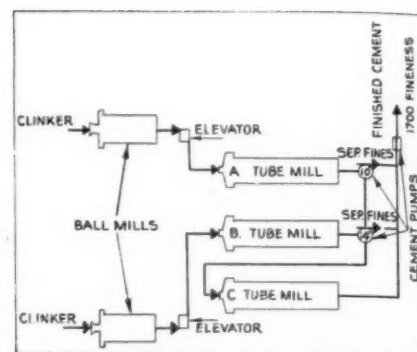 CLINKER
ELEVATOR
FINISHED CEMENT
1700 FINENESS
SEP. FINES
A TUBE MILL
10'
BALL MILLS
B. TUBE MILL
SEP. FINES
CEMENT PUMPS
C TUBE MILL
CLINKER
ELEVATOR